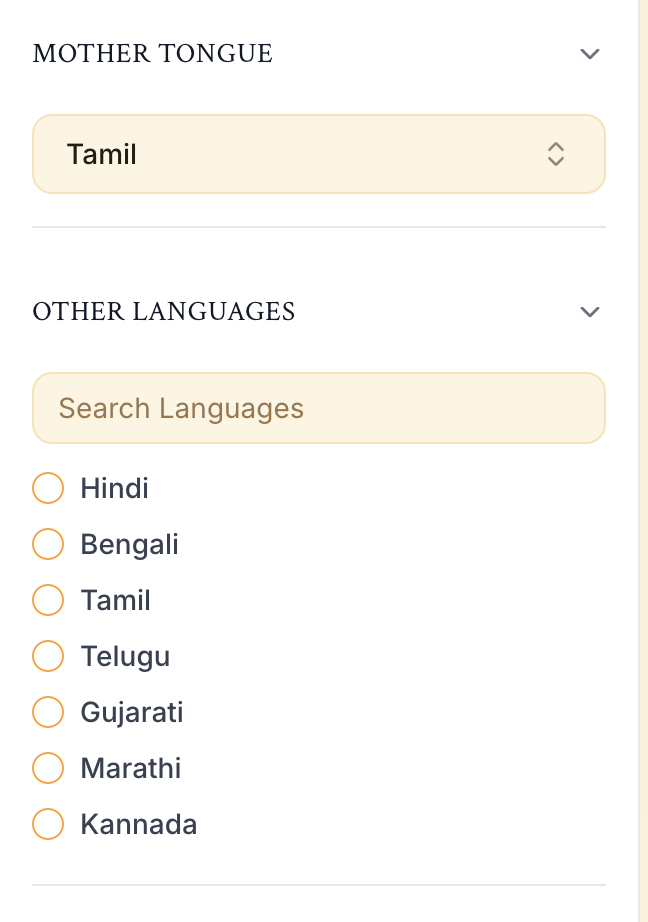 MOTHER TONGUE
Tamil
OTHER LANGUAGES
Search Languages
Hindi
Bengali
Tamil
Telugu
Gujarati
Marathi
Kannada